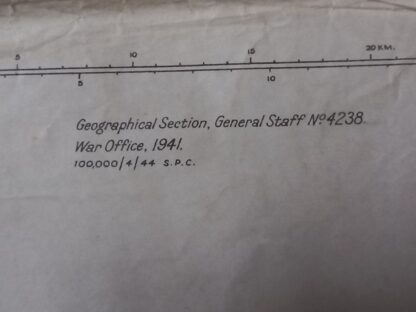 5 10 15 20 KM.
5 10
Geographical Section, General Staff Nº 4238.
War Office, 1941.
100,000/4/44 S.P.C.